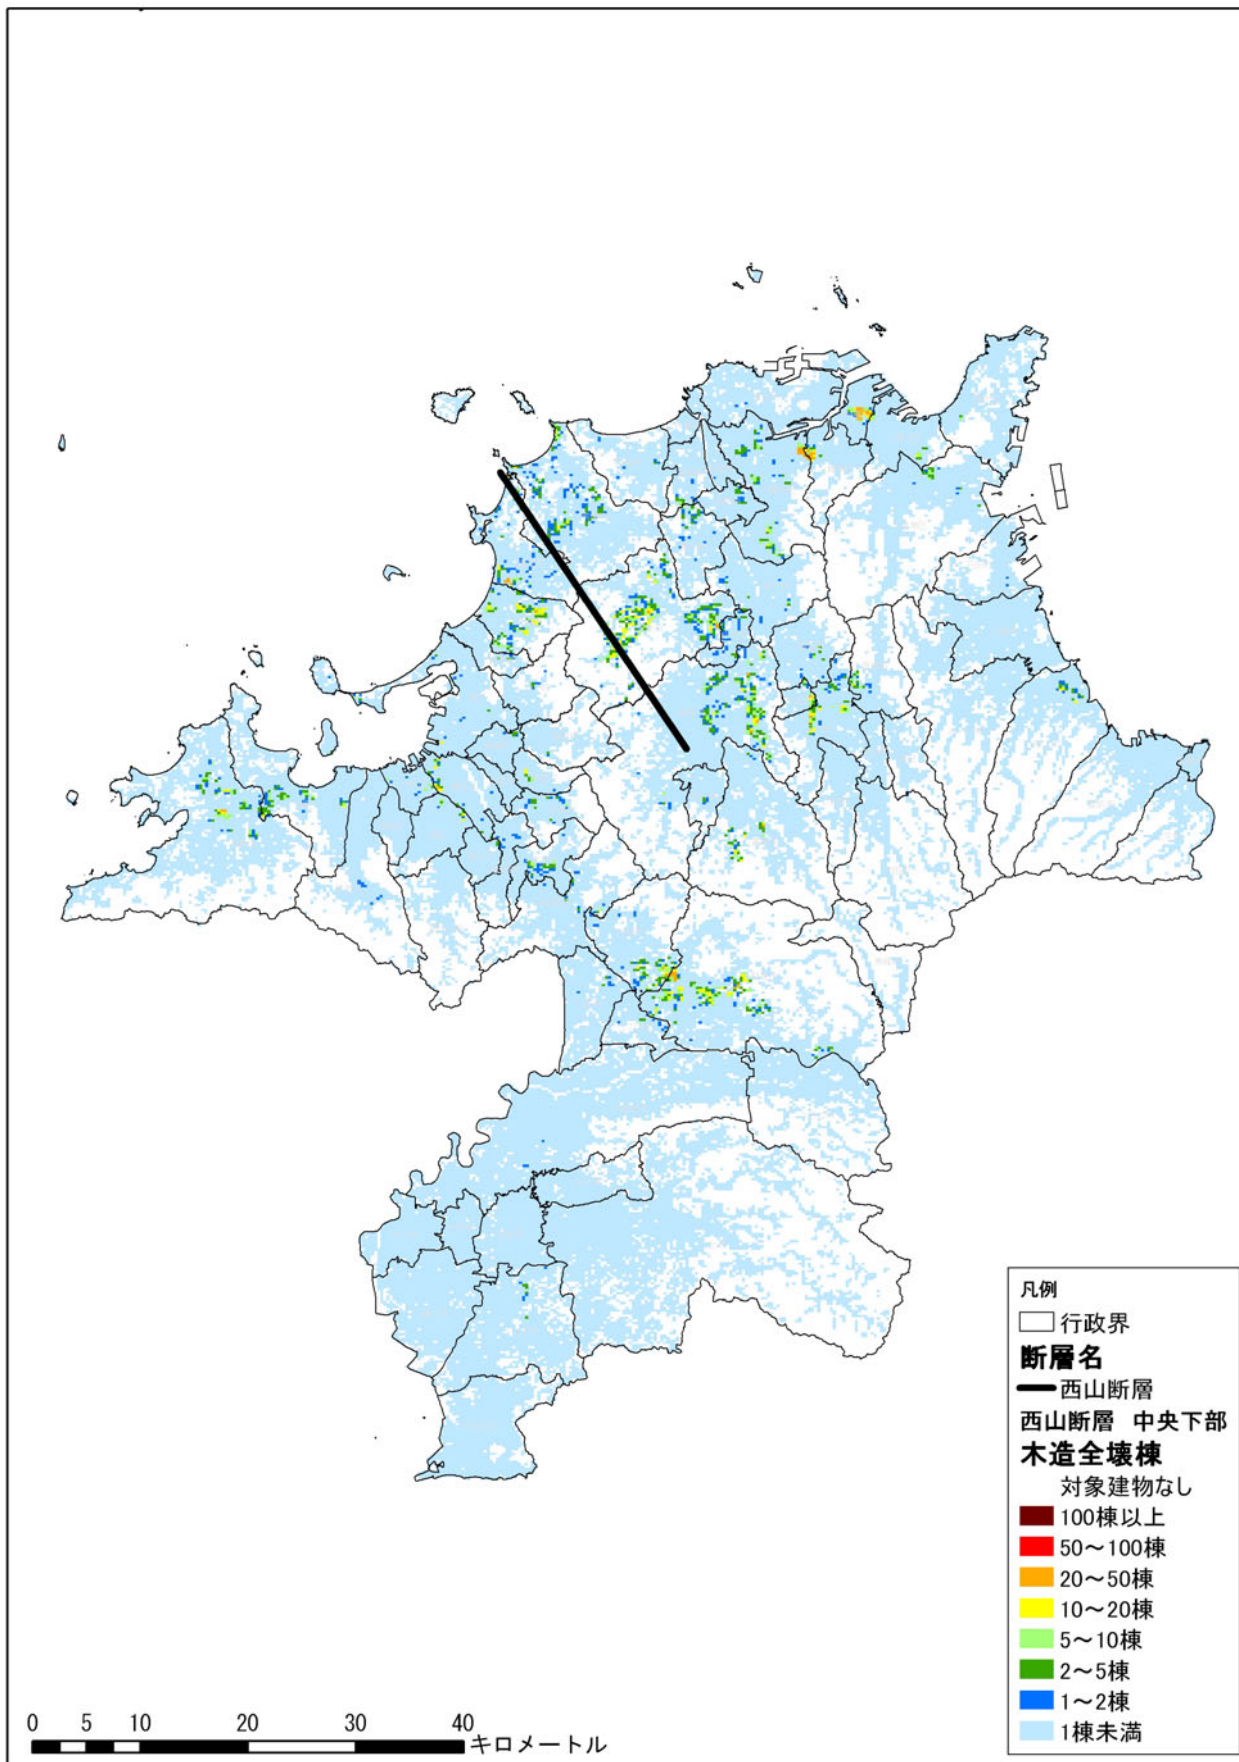 凡例
行政界
断層名
西山断層
西山断層 中央下部
木造全壊棟
対象建物なし
100棟以上
50～100棟
20～50棟
10～20棟
5～10棟
2～5棟
1～2棟
1棟未満
0 5 10 20 30 40
キロメートル